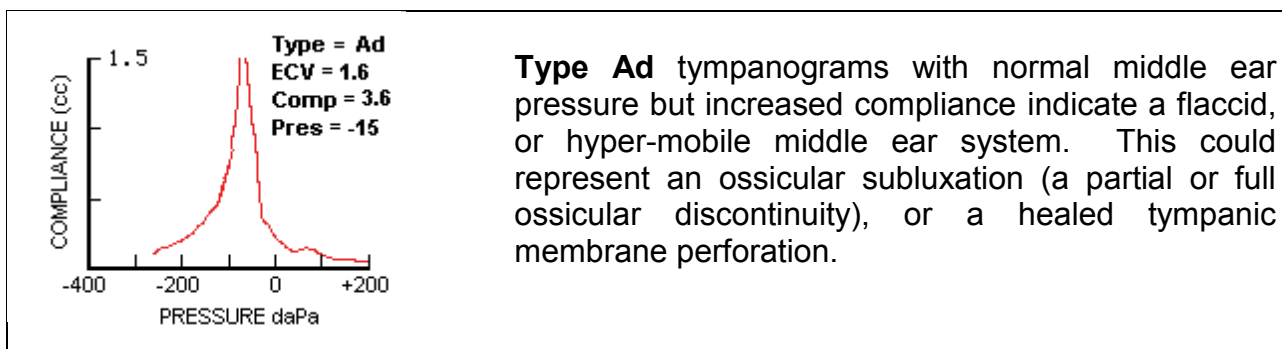 Type = Ad
1.5
ECV = 1.6
Comp = 3.6
Pres = -15
COMPLIANCE (cc)
-400 -200 0 +200
PRESSURE daPa
Type Ad tympanograms with normal middle ear
pressure but increased compliance indicate a flaccid,
or hyper-mobile middle ear system. This could
represent an ossicular subluxation (a partial or full
ossicular discontinuity), or a healed tympanic
membrane perforation.